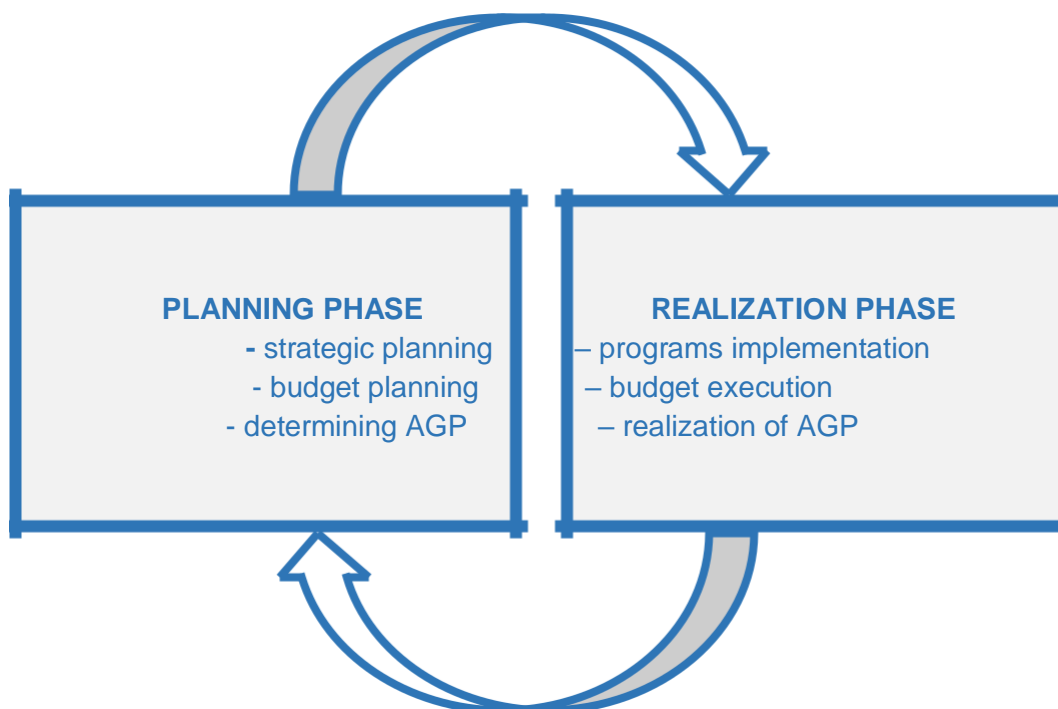 PLANNING PHASE
- strategic planning
- budget planning
- determining AGP
REALIZATION PHASE
– programs implementation
– budget execution
– realization of AGP